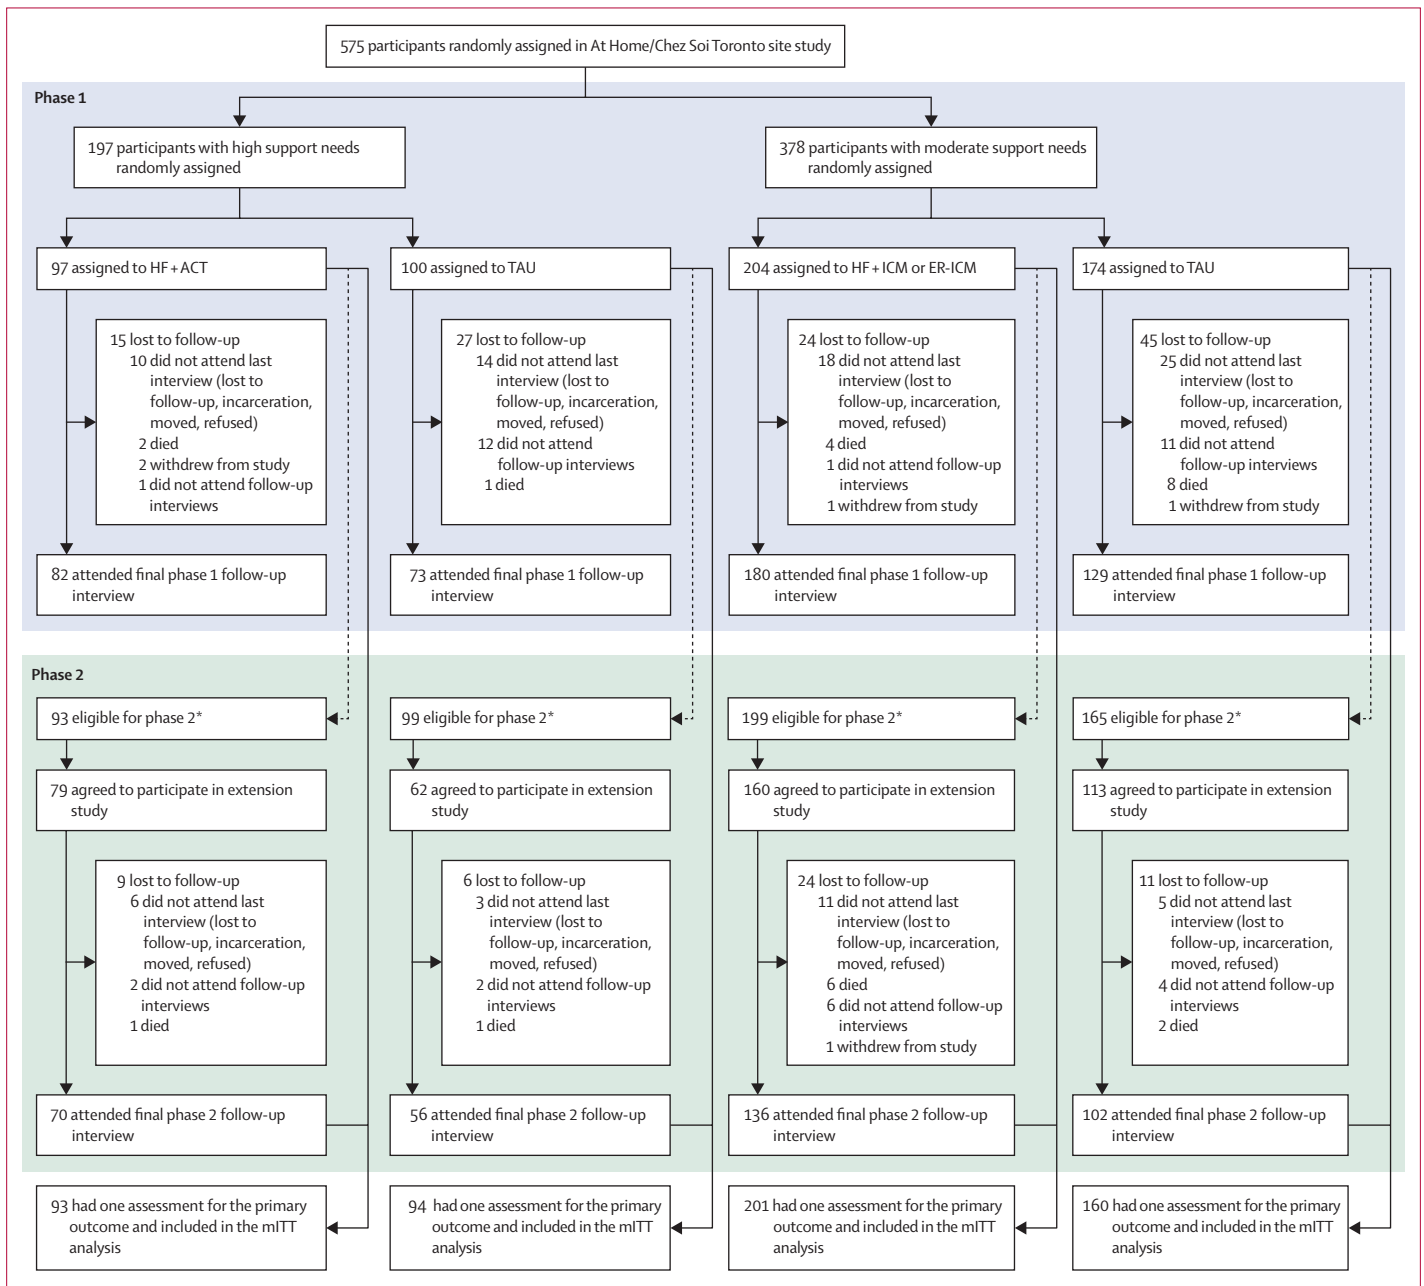 575 participants randomly assigned in At Home/Chez Soi Toronto site study
Phase 1
197 participants with high support needs
randomly assigned
378 participants with moderate support needs
randomly assigned
97 assigned to HF + ACT
100 assigned to TAU
204 assigned to HF + ICM or ER-ICM
174 assigned to TAU
15 lost to follow-up
10 did not attend last
interview (lost to
follow-up, incarceration,
moved, refused)
2 died
2 withdrew from study
1 did not attend follow-up
interviews
27 lost to follow-up
14 did not attend last
interview (lost to
follow-up, incarceration,
moved, refused)
12 did not attend
follow-up interviews
1 died
24 lost to follow-up
18 did not attend last
interview (lost to
follow-up, incarceration,
moved, refused)
4 died
1 did not attend follow-up
interviews
1 withdrew from study
45 lost to follow-up
25 did not attend last
interview (lost to
follow-up, incarceration,
moved, refused)
11 did not attend
follow-up interviews
8 died
1 withdrew from study
82 attended final phase 1 follow-up
interview
73 attended final phase 1 follow-up
interview
180 attended final phase 1 follow-up
interview
129 attended final phase 1 follow-up
interview
Phase 2
93 eligible for phase 2*
99 eligible for phase 2*
199 eligible for phase 2*
165 eligible for phase 2*
79 agreed to participate in extension
study
62 agreed to participate in extension
study
160 agreed to participate in extension
study
113 agreed to participate in extension
study
9 lost to follow-up
6 did not attend last
interview (lost to
follow-up, incarceration,
moved, refused)
2 did not attend follow-up
interviews
1 died
6 lost to follow-up
3 did not attend last
interview (lost to
follow-up, incarceration,
moved, refused)
2 did not attend follow-up
interviews
1 died
24 lost to follow-up
11 did not attend last
interview (lost to
follow-up, incarceration,
moved, refused)
6 died
6 did not attend follow-up
interviews
1 withdrew from study
11 lost to follow-up
5 did not attend last
interview (lost to
follow-up, incarceration,
moved, refused)
4 did not attend follow-up
interviews
2 died
70 attended final phase 2 follow-up
interview
56 attended final phase 2 follow-up
interview
136 attended final phase 2 follow-up
interview
102 attended final phase 2 follow-up
interview
93 had one assessment for the primary
outcome and included in the mITT
analysis
94 had one assessment for the primary
outcome and included in the mITT
analysis
201 had one assessment for the primary
outcome and included in the mITT
analysis
160 had one assessment for the primary
outcome and included in the mITT
analysis